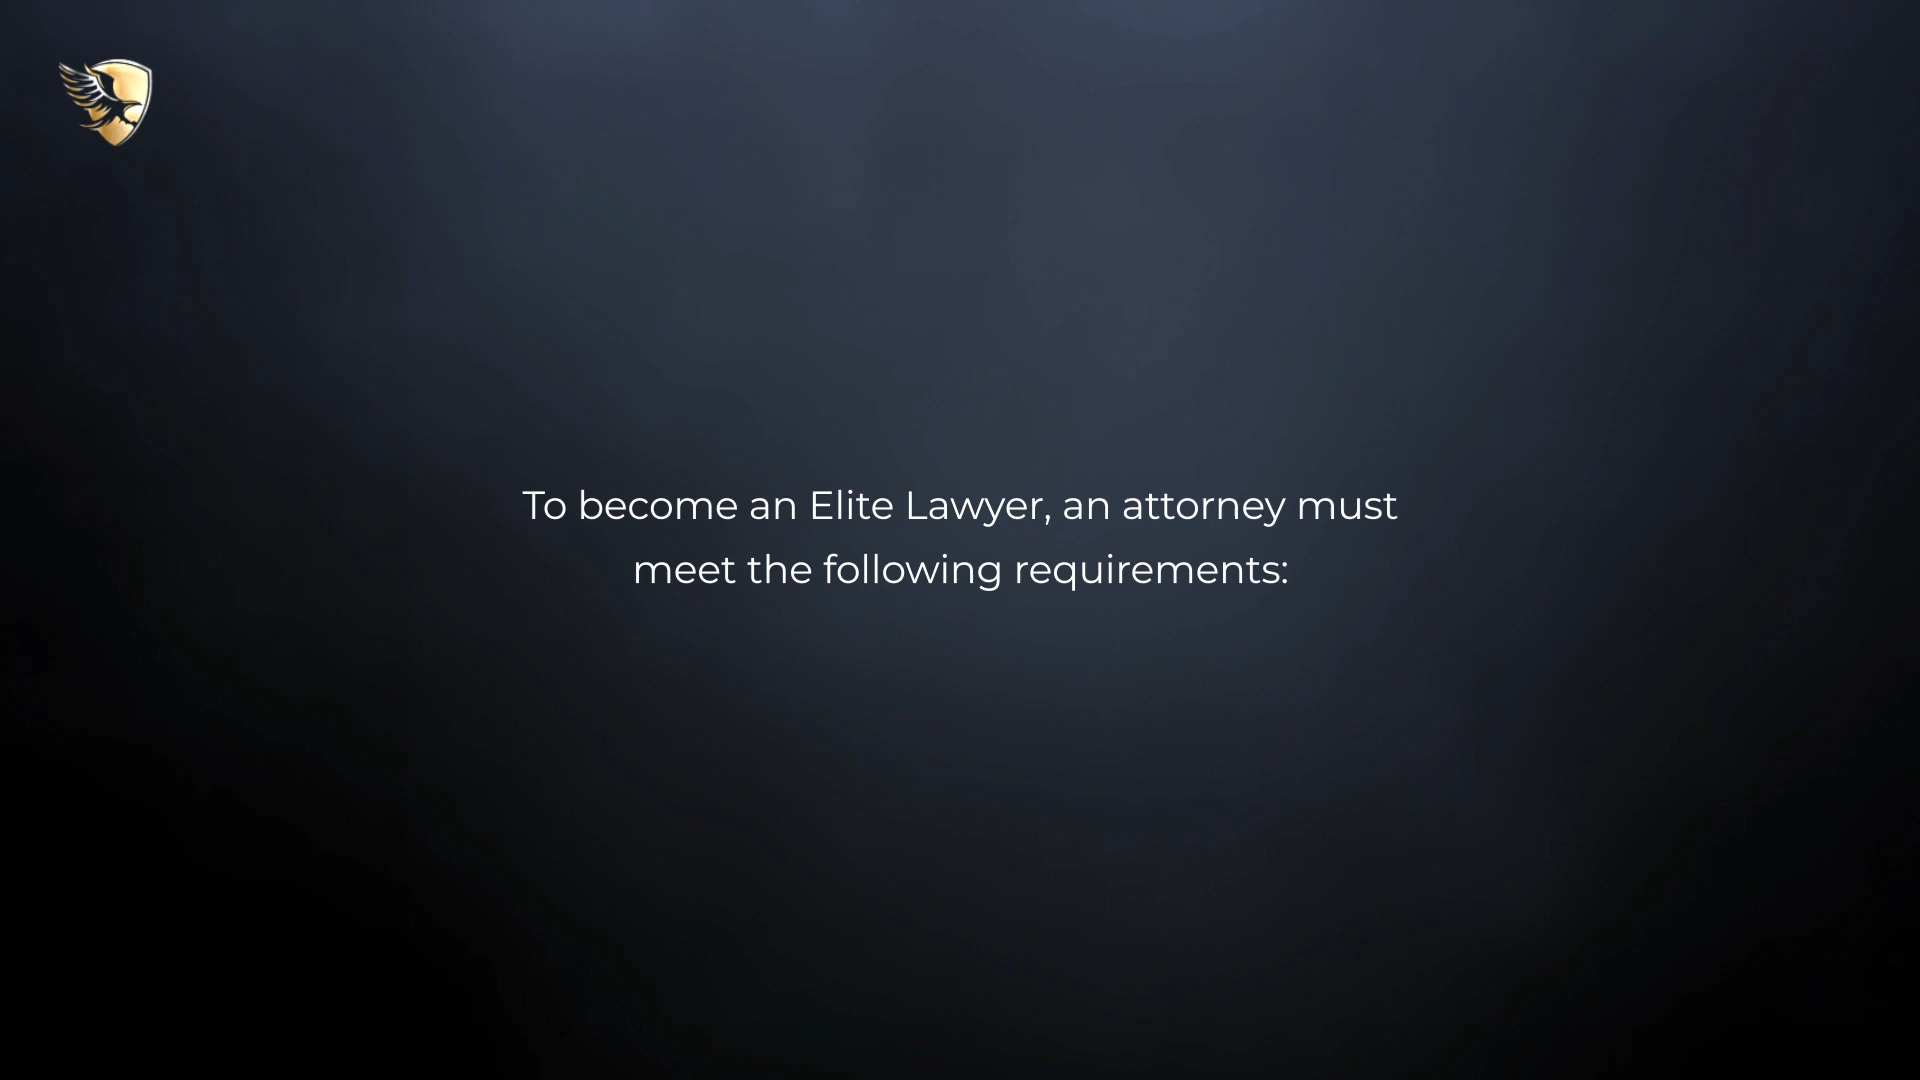 To become an Elite Lawyer, an attorney must
meet the following requirements: